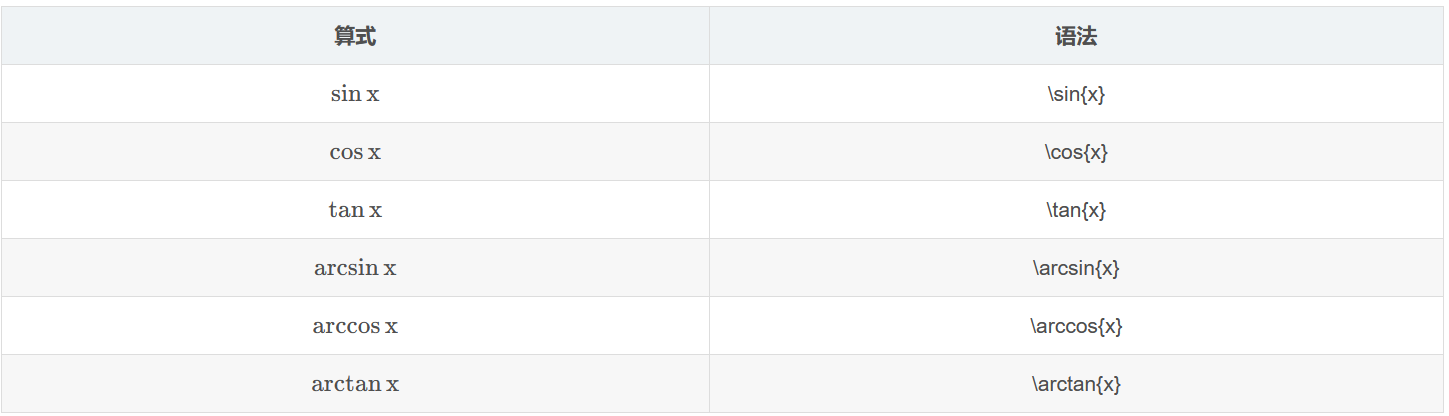 算式 语法
sin x \sin{x}
cos x \cos{x}
tan x \tan{x}
arcsin x \arcsin{x}
arccos x \arccos{x}
arctan x \arctan{x}